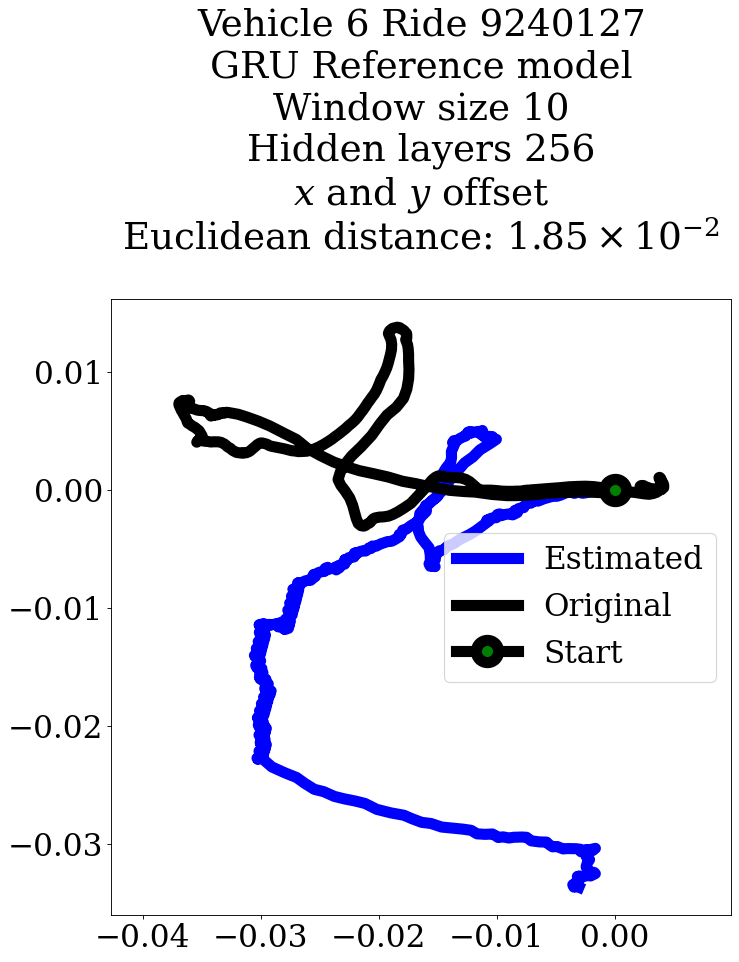 Vehicle 6 Ride 9240127
GRU Reference model
Window size 10
Hidden layers 256
x and y offset
Euclidean distance: 1.85 × 10⁻²
0.01
0.00
−0.01
−0.02
−0.03
Estimated
Original
Start
−0.04 −0.03 −0.02 −0.01 0.00